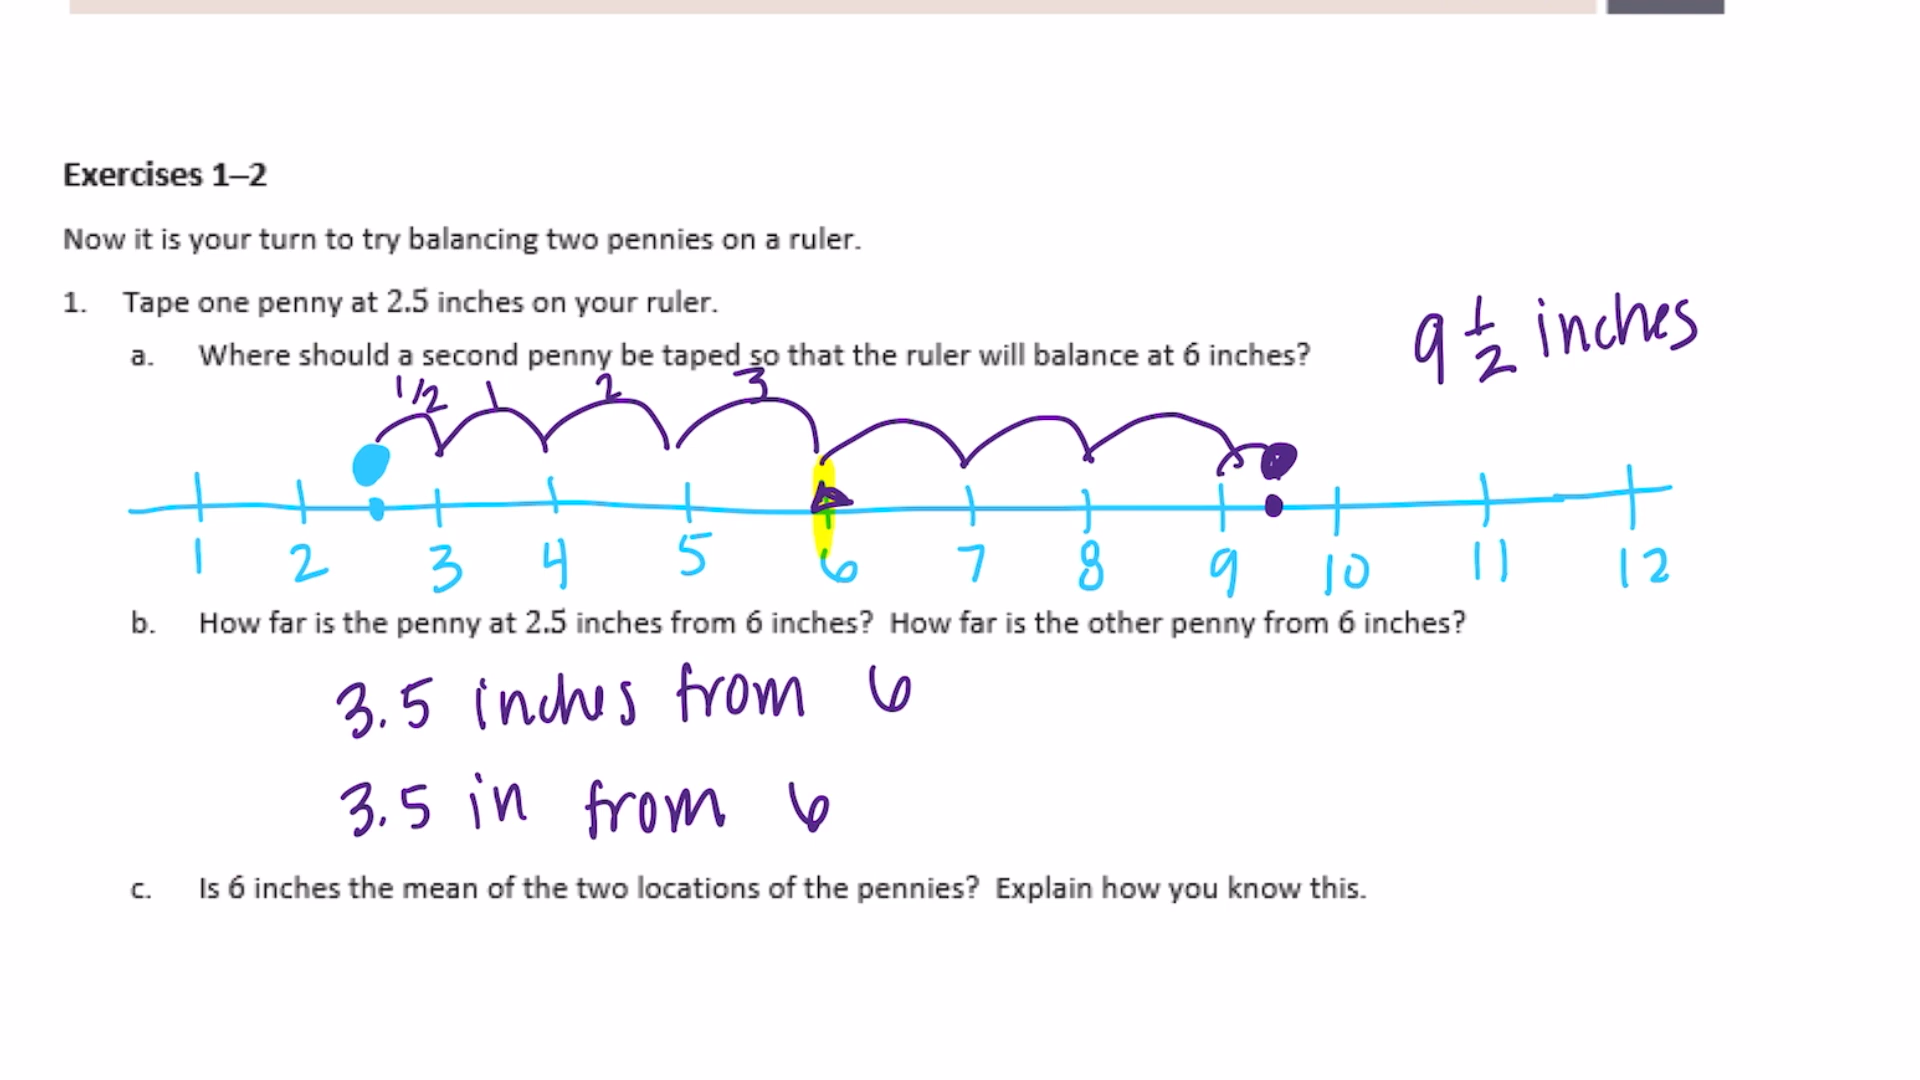 Exercises 1–2
Now it is your turn to try balancing two pennies on a ruler.
1. Tape one penny at 2.5 inches on your ruler.
9 1/2 inches
a. Where should a second penny be taped so that the ruler will balance at 6 inches?
1/2 1 2 3
1 2 3 4 5 6 7 8 9 10 11 12
b. How far is the penny at 2.5 inches from 6 inches? How far is the other penny from 6 inches?
3.5 inches from 6
3.5 in from 6
c. Is 6 inches the mean of the two locations of the pennies? Explain how you know this.